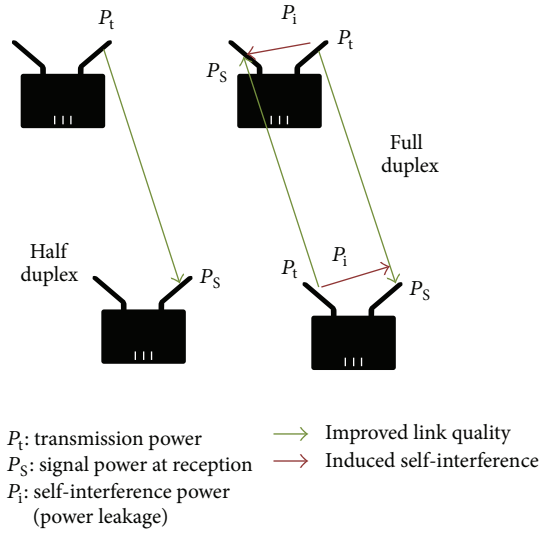 Pt
Pi
Pt
PS
Full
duplex
Half
duplex
Pi
Pt
PS
PS
Pt: transmission power
PS: signal power at reception
Pi: self-interference power
(power leakage)
Improved link quality
Induced self-interference